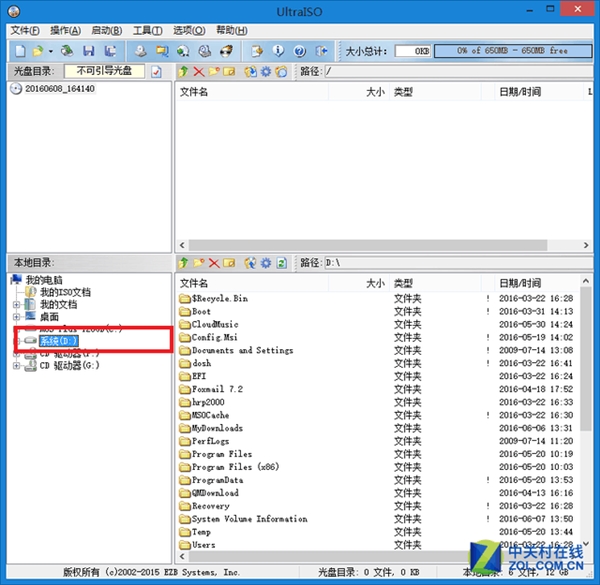 UltraISO
文件(F) 操作(A) 启动(B) 工具(T) 选项(O) 帮助(H)
大小总计: 0KB 0% of 650MB - 650MB free
光盘目录: 不可引导光盘 路径: /
20160608_164140
文件名 大小 类型 日期/时间 L
本地目录: 路径: D:\
我的电脑
我的ISO文档
我的文档
桌面
系统(D:)
CD 驱动器(F:)
CD 驱动器(G:)
文件名 大小 类型 日期/时间
$Recycle.Bin 文件夹 ! 2016-03-22 16:28
Boot 文件夹 ! 2016-03-31 14:13
CloudMusic 文件夹 2016-05-30 14:24
Config.Msi 文件夹 ! 2016-05-19 14:02
Documents and Settings 文件夹 ! 2009-07-14 13:08
dosh 文件夹 ! 2016-03-22 16:41
EFI 文件夹 2016-03-22 16:24
Foxmail 7.2 文件夹 2016-04-18 17:52
hrp2000 文件夹 2016-03-22 16:33
MSOCache 文件夹 ! 2016-03-22 16:30
MyDownloads 文件夹 2016-06-06 13:31
PerfLogs 文件夹 2009-07-14 11:20
Program Files 文件夹 2016-05-20 10:19
Program Files (x86) 文件夹 2016-05-20 10:03
ProgramData 文件夹 ! 2016-05-20 13:53
QMDownload 文件夹 2016-04-13 16:16
Recovery 文件夹 ! 2016-03-22 16:28
System Volume Information 文件夹 ! 2016-06-07 13:50
Temp 文件夹 2016-05-20 13:44
Users 文件夹 2016-03-22 16:28
版权所有 (c)2002-2015 EZB Systems, Inc. 光盘目录: 0 文件, 0 KB 本地目录: 6 文件, 12 GB
Z 中关村在线
ZOL.COM.CN